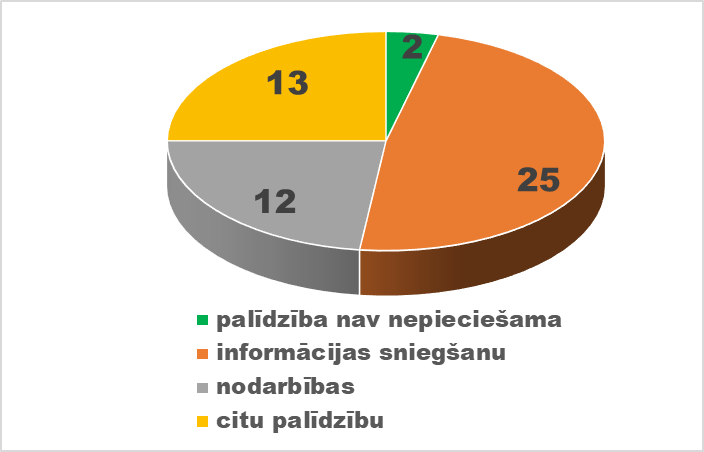 2
13
25
12
palīdzība nav nepieciešama
informācijas sniegšanu
nodarbības
citu palīdzību